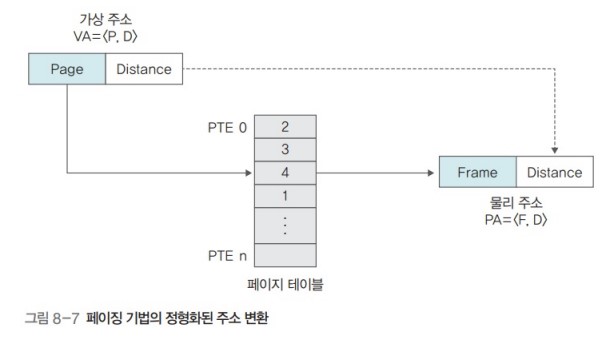 가상 주소
VA=⟨P, D⟩
Page Distance
PTE 0 2
3
4
1
⋮
PTE n
페이지 테이블
Frame Distance
물리 주소
PA=⟨F, D⟩
그림 8-7 페이징 기법의 정형화된 주소 변환